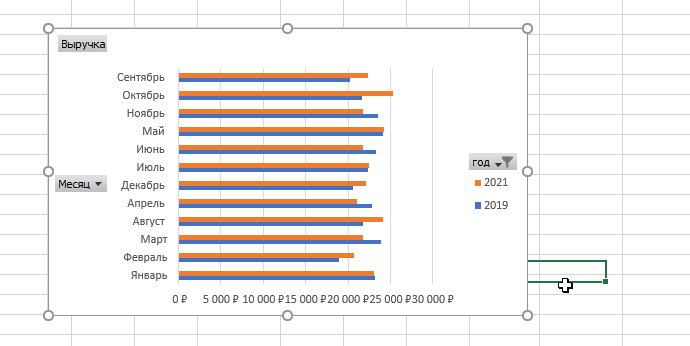 Выручка
Сентябрь
Октябрь
Ноябрь
Май
Июнь
Июль
Декабрь
Апрель
Август
Март
Февраль
Январь
Месяц
год
2021
2019
0 ₽ 5 000 ₽ 10 000 ₽ 15 000 ₽ 20 000 ₽ 25 000 ₽ 30 000 ₽